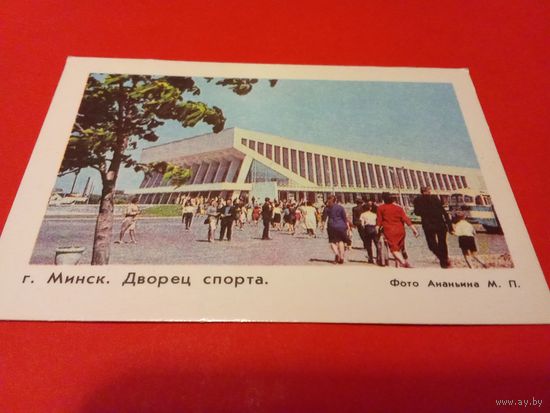 г. Минск. Дворец спорта.
Фото Ананьина М. П.
www.ay.by